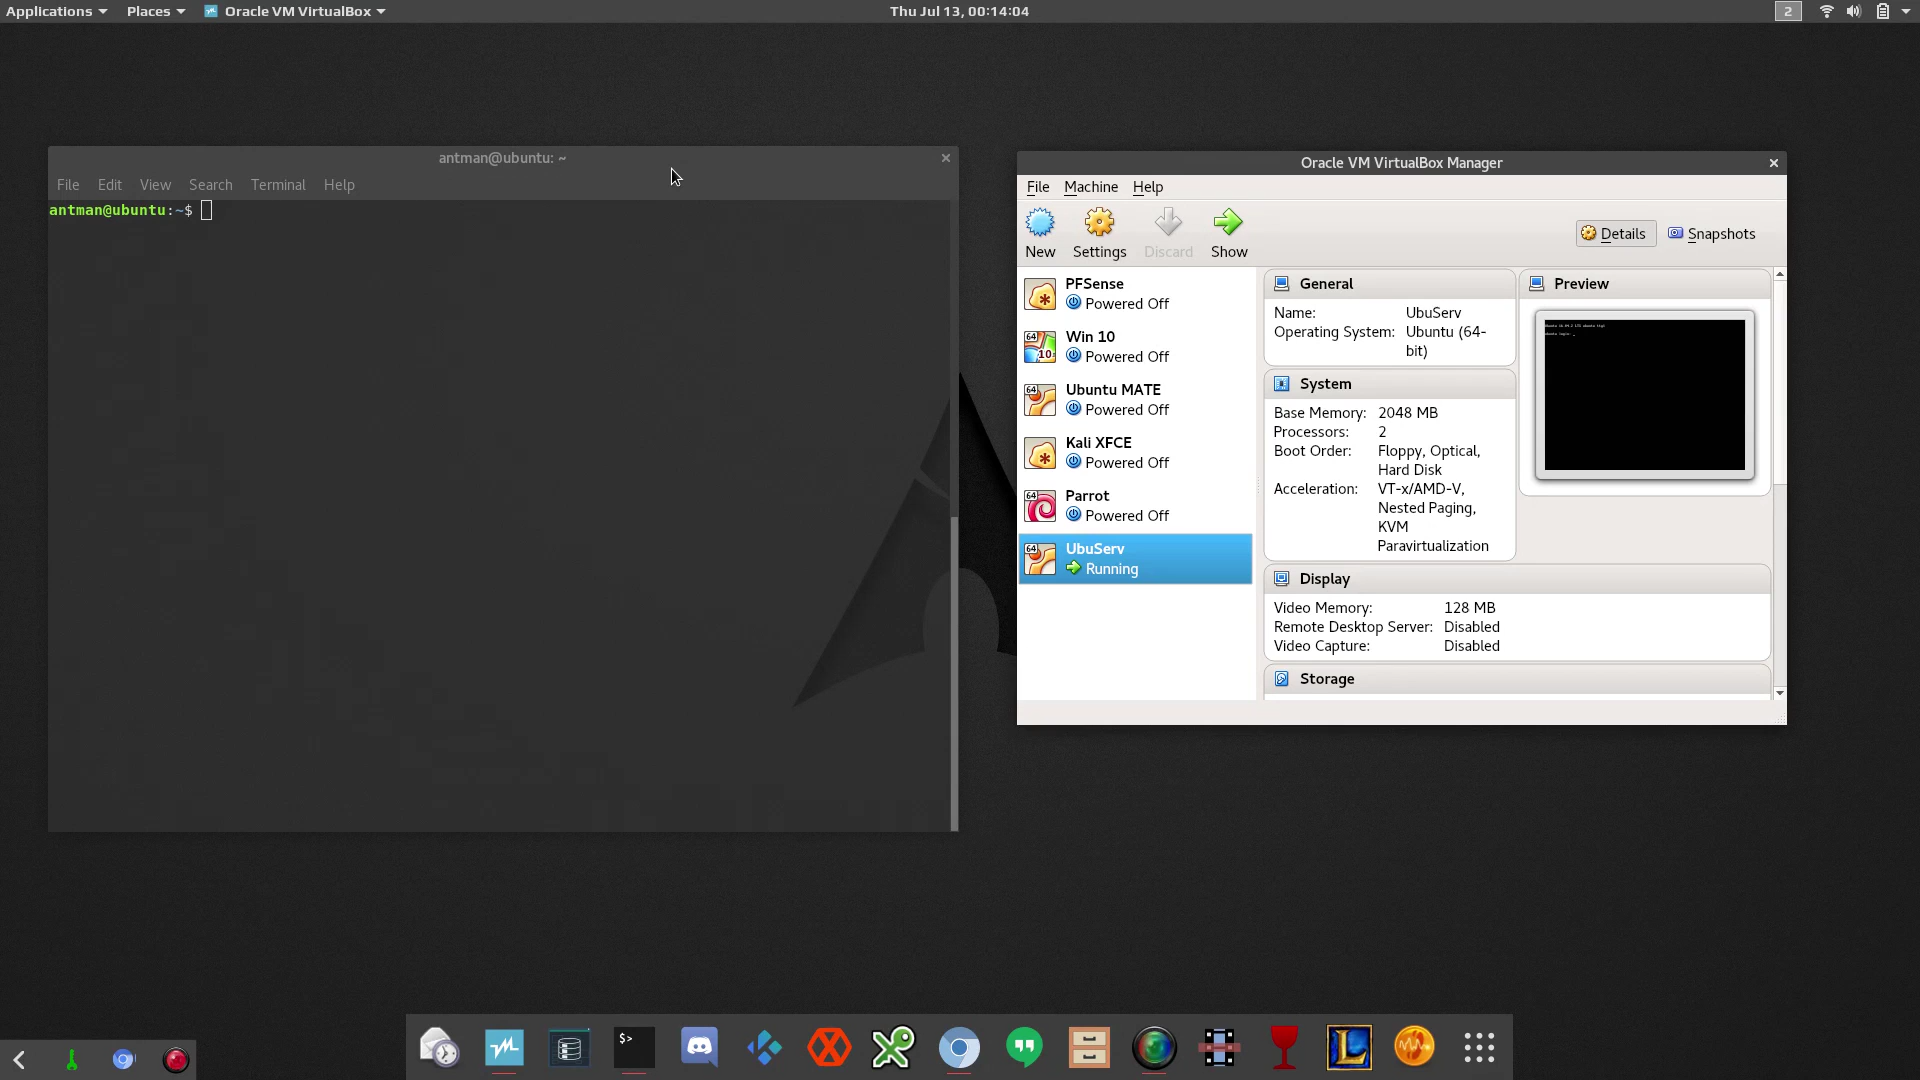 Applications Places Oracle VM VirtualBox Thu Jul 13, 00:14:04 2
antman@ubuntu: ~
File Edit View Search Terminal Help
antman@ubuntu:~$
Oracle VM VirtualBox Manager
File Machine Help
New Settings Discard Show Details Snapshots
PFSense
Powered Off
64 10 Win 10
Powered Off
64 Ubuntu MATE
Powered Off
Kali XFCE
Powered Off
64 Parrot
Powered Off
64 UbuServ
Running
General
Name: UbuServ
Operating System: Ubuntu (64-
bit)
System
Base Memory: 2048 MB
Processors: 2
Boot Order: Floppy, Optical,
Hard Disk
Acceleration: VT-x/AMD-V,
Nested Paging,
KVM
Paravirtualization
Preview
Display
Video Memory: 128 MB
Remote Desktop Server: Disabled
Video Capture: Disabled
Storage
$>
L